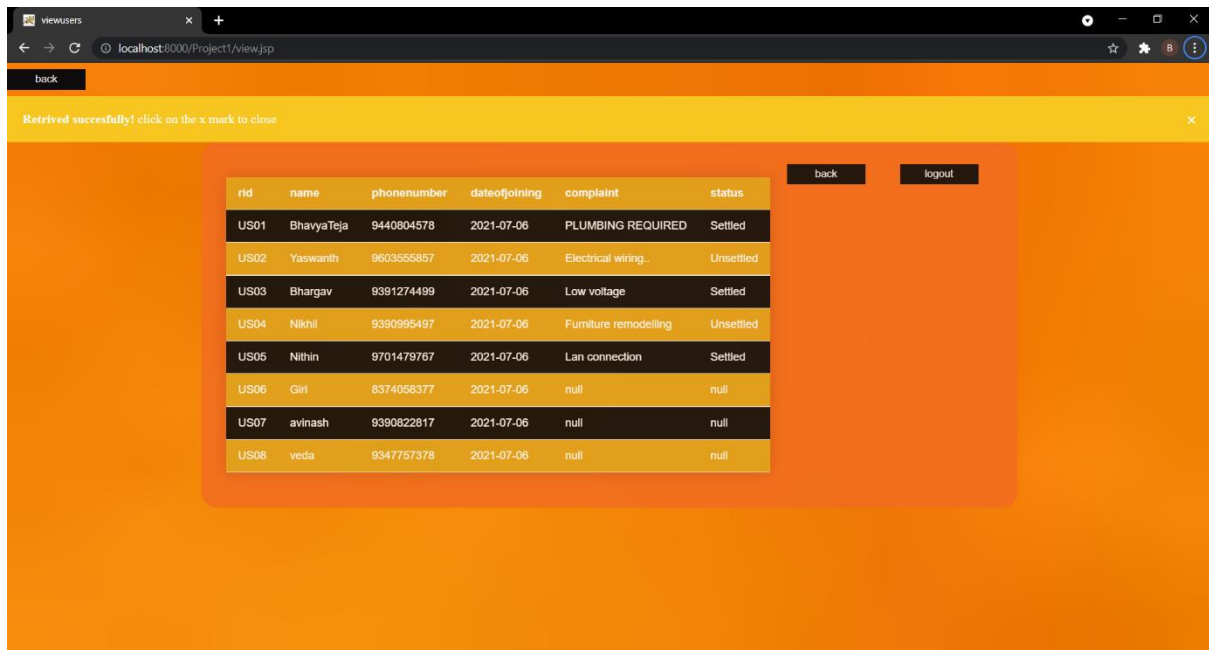 viewusers
localhost:8000/Project1/view.jsp
B
back
Retrived succesfully! click on the x mark to close ×
back logout
rid name phonenumber dateofjoining complaint status
US01 BhavyaTeja 9440804578 2021-07-06 PLUMBING REQUIRED Settled
US02 Yaswanth 9603555857 2021-07-06 Electrical wiring.. Unsettled
US03 Bhargav 9391274499 2021-07-06 Low voltage Settled
US04 Nikhil 9390995497 2021-07-06 Furniture remodelling Unsettled
US05 Nithin 9701479767 2021-07-06 Lan connection Settled
US06 Giri 8374058377 2021-07-06 null null
US07 avinash 9390822817 2021-07-06 null null
US08 veda 9347757378 2021-07-06 null null